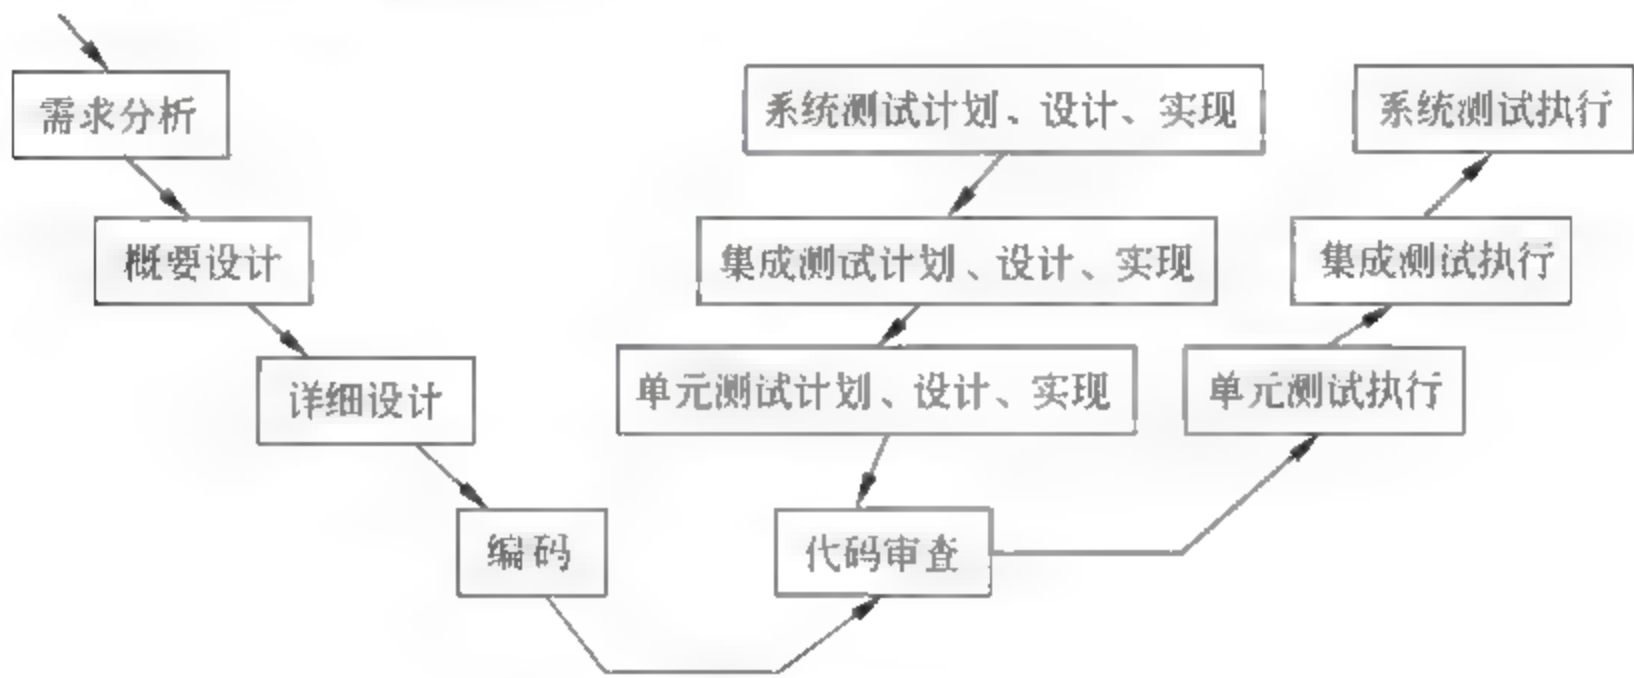 需求分析
系统测试计划、设计、实现
系统测试执行
概要设计
集成测试计划、设计、实现
集成测试执行
详细设计
单元测试计划、设计、实现
单元测试执行
编码
代码审查